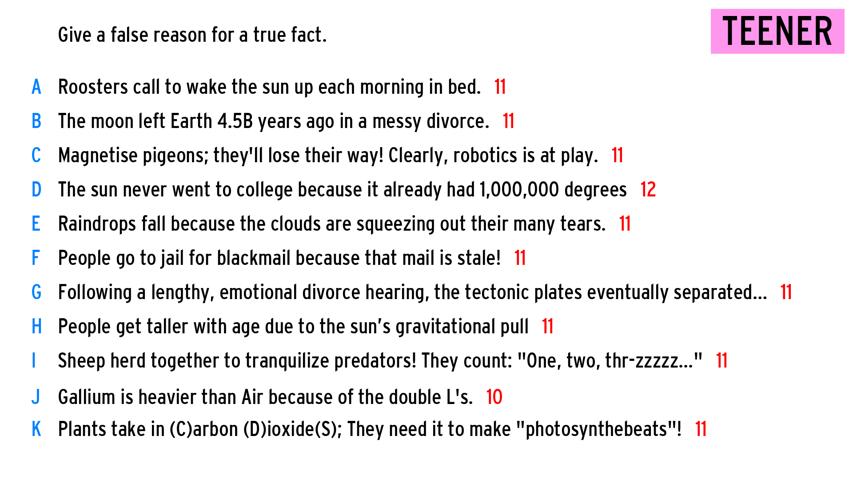 Give a false reason for a true fact.
TEENER
A Roosters call to wake the sun up each morning in bed. 11
B The moon left Earth 4.5B years ago in a messy divorce. 11
C Magnetise pigeons; they'll lose their way! Clearly, robotics is at play. 11
D The sun never went to college because it already had 1,000,000 degrees 12
E Raindrops fall because the clouds are squeezing out their many tears. 11
F People go to jail for blackmail because that mail is stale! 11
G Following a lengthy, emotional divorce hearing, the tectonic plates eventually separated... 11
H People get taller with age due to the sun's gravitational pull 11
I Sheep herd together to tranquilize predators! They count: "One, two, thr-zzzzz..." 11
J Gallium is heavier than Air because of the double L's. 10
K Plants take in (C)arbon (D)ioxide(S); They need it to make "photosynthebeats"! 11